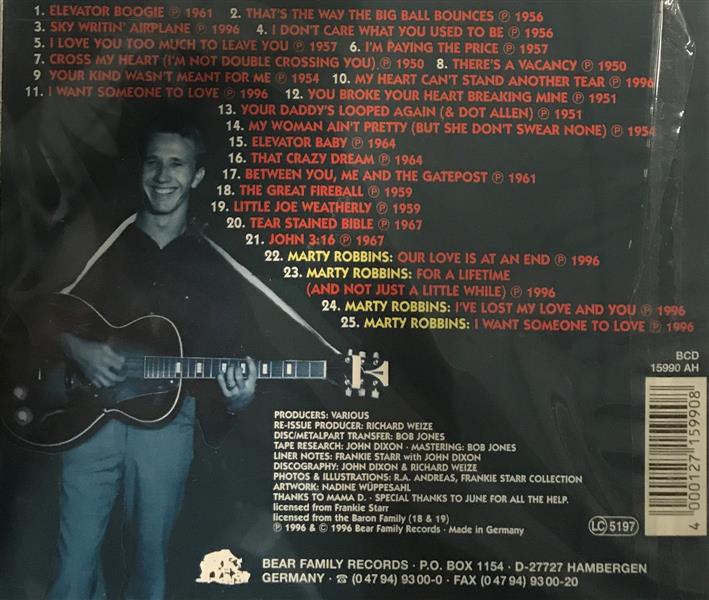 1. ELEVATOR BOOGIE ℗ 1961 2. THAT'S THE WAY THE BIG BALL BOUNCES ℗ 1956
3. SKY WRITIN' AIRPLANE ℗ 1996 4. I DON'T CARE WHAT YOU USED TO BE ℗ 1956
5. I LOVE YOU TOO MUCH TO LEAVE YOU ℗ 1957 6. I'M PAYING THE PRICE ℗ 1957
7. CROSS MY HEART (I'M NOT DOUBLE CROSSING YOU) ℗ 1950 8. THERE'S A VACANCY ℗ 1950
9 YOUR KIND WASN'T MEANT FOR ME ℗ 1954 10. MY HEART CAN'T STAND ANOTHER TEAR ℗ 1996
11. I WANT SOMEONE TO LOVE ℗ 1996 12. YOU BROKE YOUR HEART BREAKING MINE ℗ 1951
13. YOUR DADDY'S LOOPED AGAIN (& DOT ALLEN) ℗ 1951
14. MY WOMAN AIN'T PRETTY (BUT SHE DON'T SWEAR NONE) ℗ 1954
15. ELEVATOR BABY ℗ 1964
16. THAT CRAZY DREAM ℗ 1964
17. BETWEEN YOU, ME AND THE GATEPOST ℗ 1961
18. THE GREAT FIREBALL ℗ 1959
19. LITTLE JOE WEATHERLY ℗ 1959
20. TEAR STAINED BIBLE ℗ 1967
21. JOHN 3:16 ℗ 1967
22. MARTY ROBBINS: OUR LOVE IS AT AN END ℗ 1996
23. MARTY ROBBINS: FOR A LIFETIME
(AND NOT JUST A LITTLE WHILE) ℗ 1996
24. MARTY ROBBINS: I'VE LOST MY LOVE AND YOU ℗ 1996
25. MARTY ROBBINS: I WANT SOMEONE TO LOVE ℗ 1996
BCD
15990 AH
PRODUCERS: VARIOUS
RE-ISSUE PRODUCER: RICHARD WEIZE
DISC/METALPART TRANSFER: BOB JONES
TAPE RESEARCH: JOHN DIXON · MASTERING: BOB JONES
LINER NOTES: FRANKIE STARR with JOHN DIXON
DISCOGRAPHY: JOHN DIXON & RICHARD WEIZE
PHOTOS & ILLUSTRATIONS: R.A. ANDREAS, FRANKIE STARR COLLECTION
ARTWORK: NADINE WÜPPESAHL
THANKS TO MAMA D. · SPECIAL THANKS TO JUNE FOR ALL THE HELP.
licensed from Frankie Starr
licensed from the Baron Family (18 & 19)
℗ 1996 & © 1996 Bear Family Records · Made in Germany
LC 5197
4 000127 159908
BEAR FAMILY RECORDS · P.O. BOX 1154 · D-27727 HAMBERGEN
GERMANY · ☎ (0 47 94) 93 00-0 · FAX (0 47 94) 93 00-20